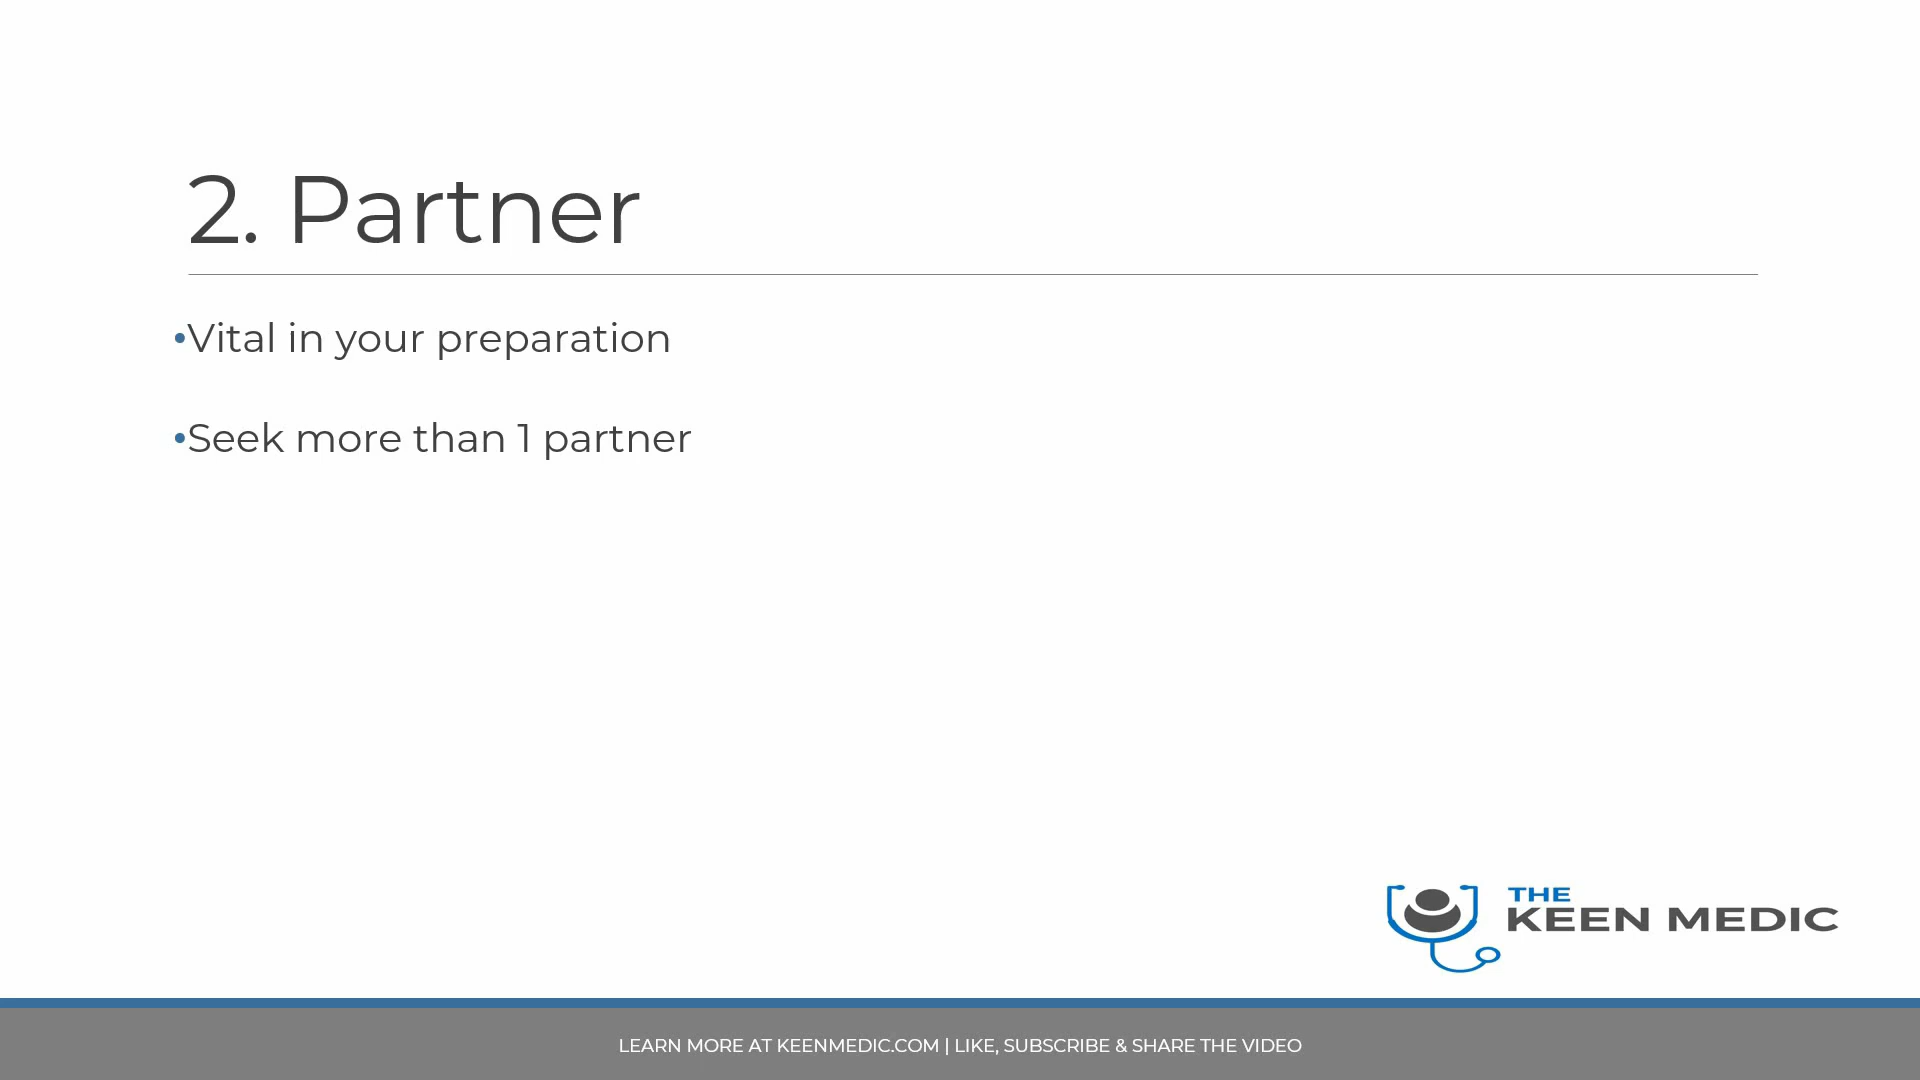 2. Partner
•Vital in your preparation
•Seek more than 1 partner
THE
KEEN MEDIC
LEARN MORE AT KEENMEDIC.COM | LIKE, SUBSCRIBE & SHARE THE VIDEO